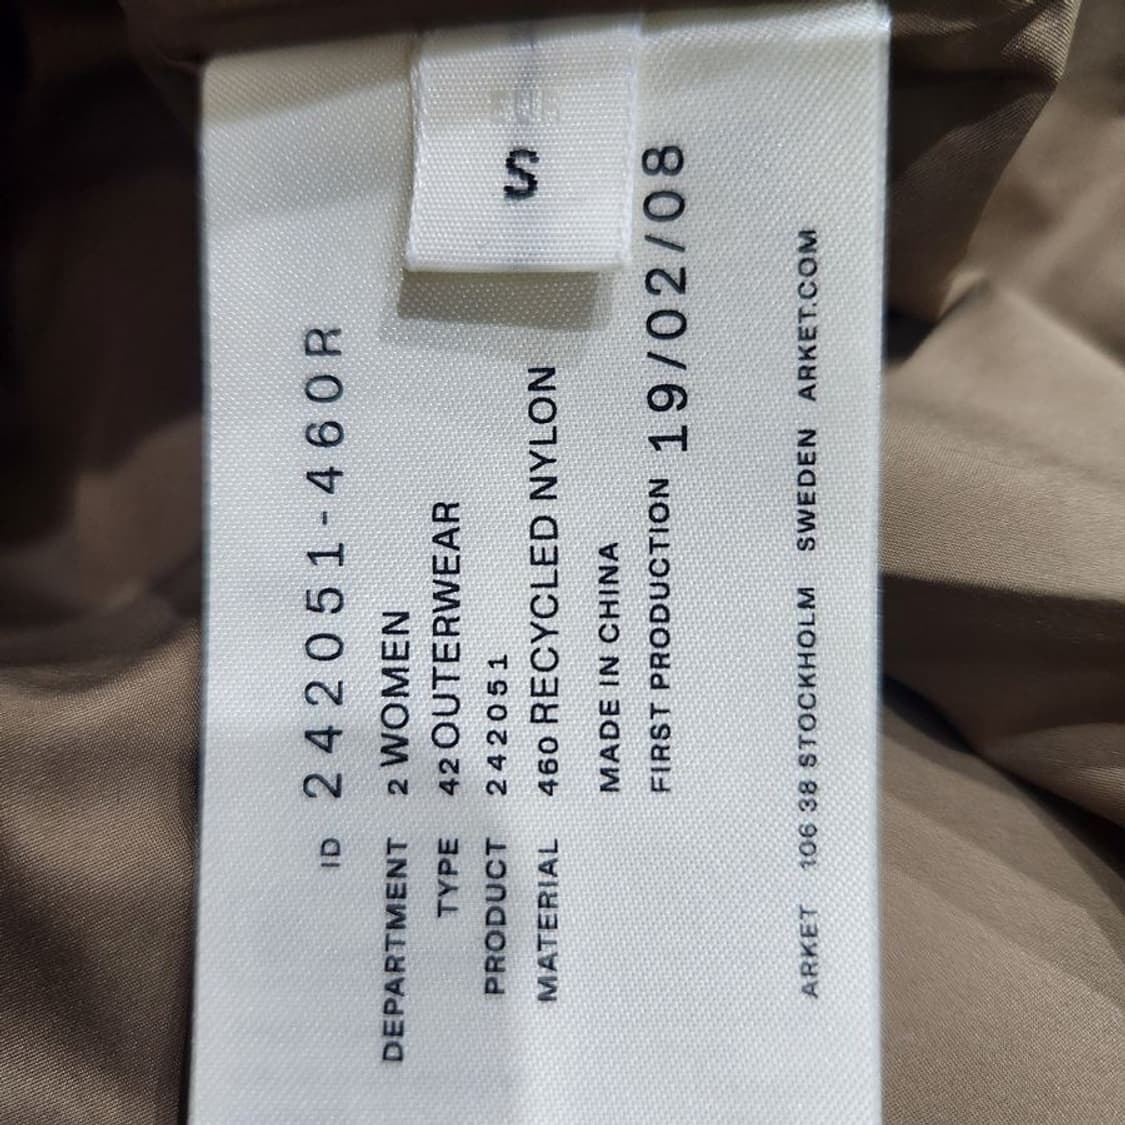 S
ID 242051-460R
DEPARTMENT 2 WOMEN
TYPE 42 OUTERWEAR
PRODUCT 242051
MATERIAL 460 RECYCLED NYLON
MADE IN CHINA
FIRST PRODUCTION 19/02/08
ARKET 106 38 STOCKHOLM SWEDEN ARKET.COM